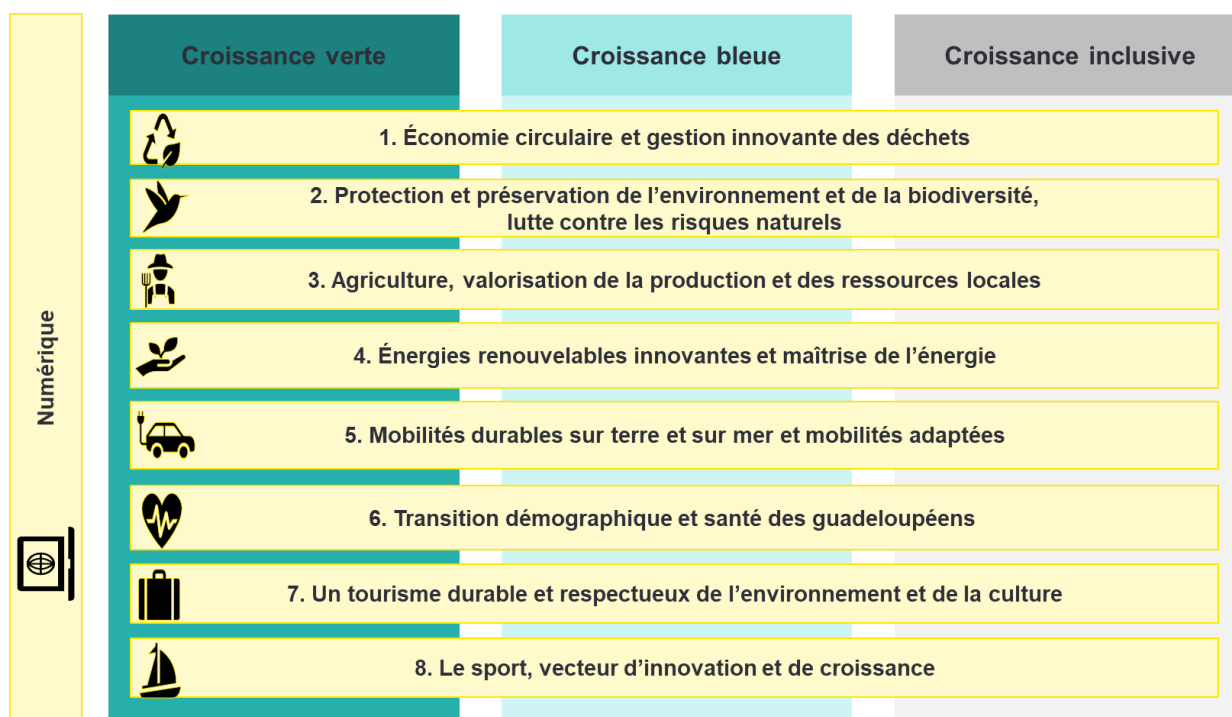 Croissance verte
Croissance bleue
Croissance inclusive
Numérique
1. Économie circulaire et gestion innovante des déchets
2. Protection et préservation de l’environnement et de la biodiversité,
lutte contre les risques naturels
3. Agriculture, valorisation de la production et des ressources locales
4. Énergies renouvelables innovantes et maîtrise de l’énergie
5. Mobilités durables sur terre et sur mer et mobilités adaptées
6. Transition démographique et santé des guadeloupéens
7. Un tourisme durable et respectueux de l’environnement et de la culture
8. Le sport, vecteur d’innovation et de croissance